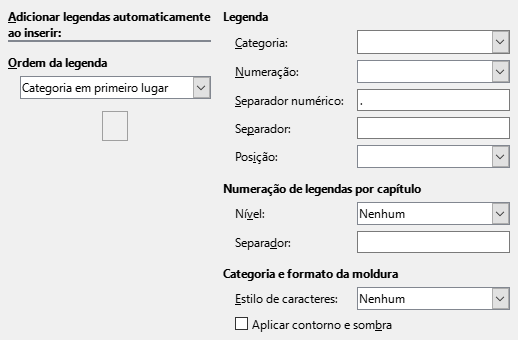 Adicionar legendas automaticamente
ao inserir:
Ordem da legenda
Categoria em primeiro lugar
Legenda
Categoria:
Numeração:
Separador numérico: .
Separador:
Posição:
Numeração de legendas por capítulo
Nível: Nenhum
Separador:
Categoria e formato da moldura
Estilo de caracteres: Nenhum
Aplicar contorno e sombra